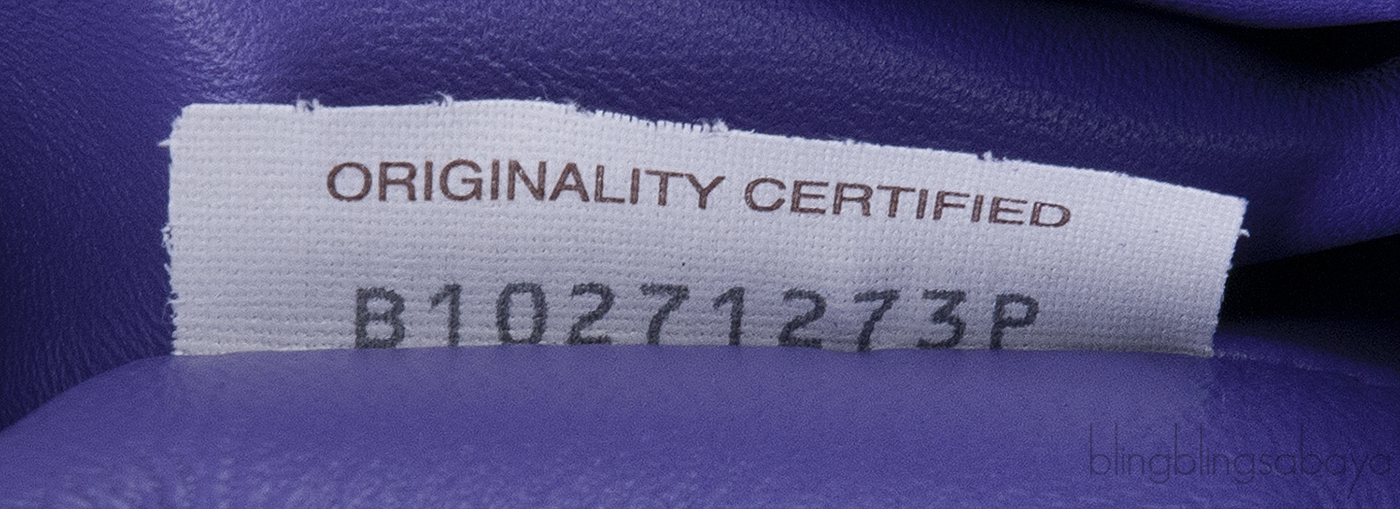 ORIGINALITY CERTIFIED
B10271273P
blingblingsabaya